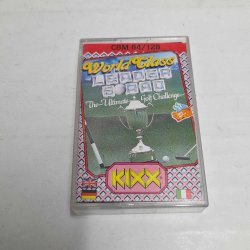 CBM 64/128
World Class
LEADER
BOARD
The Ultimate Golf Challenge
KIXX